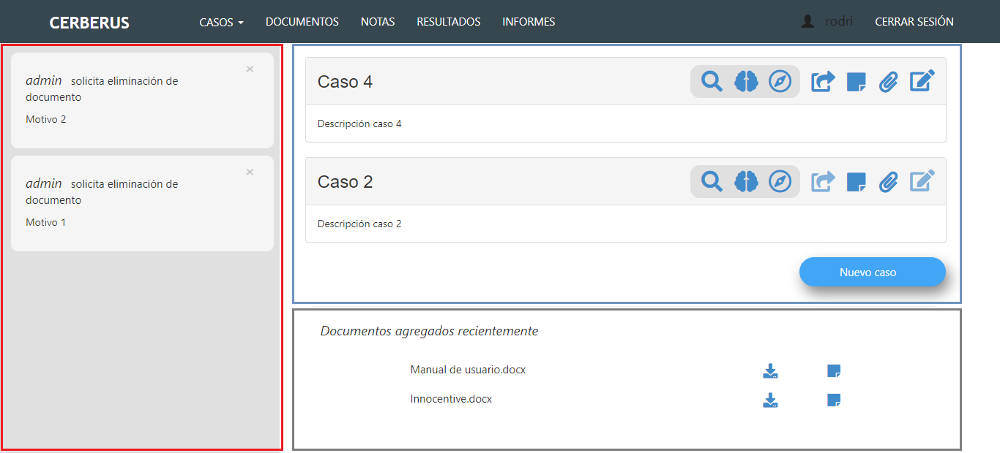 CERBERUS
CASOS
DOCUMENTOS
NOTAS
RESULTADOS
INFORMES
rodri
CERRAR SESIÓN
admin solicita eliminación de
documento
Motivo 2
admin solicita eliminación de
documento
Motivo 1
Caso 4
Descripción caso 4
Caso 2
Descripción caso 2
Nuevo caso
Documentos agregados recientemente
Manual de usuario.docx
Innocentive.docx